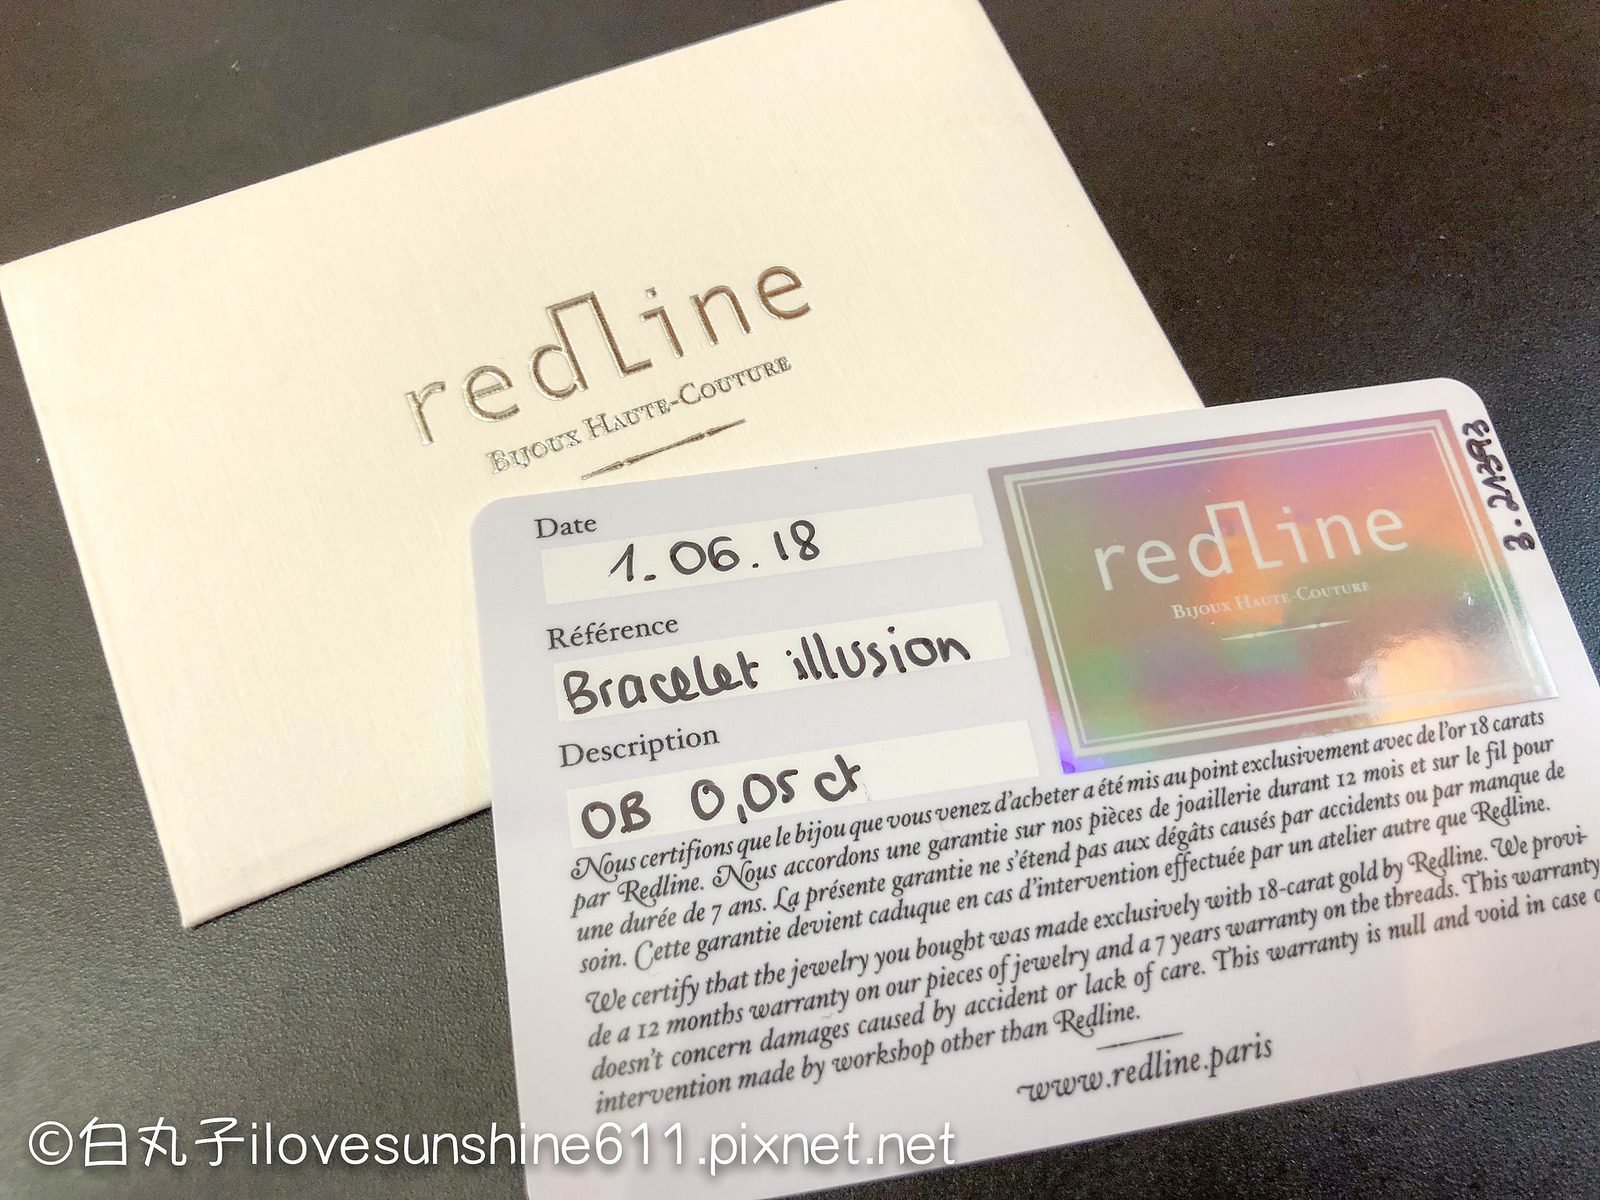 redLine
BIJOUX HAUTE-COUTURE
Date
1.06.18
Référence
Bracelet illusion
Description
OB 0,05 ct
redLine
BIJOUX HAUTE-COUTURE
B.21393
Nous certifions que le bijou que vous venez d'acheter a été mis au point exclusivement avec de l'or 18 carats
par Redline. Nous accordons une garantie sur nos pièces de joaillerie durant 12 mois et sur le fil pour
une durée de 7 ans. La présente garantie ne s'étend pas aux dégâts causés par accidents ou par manque de
soin. Cette garantie devient caduque en cas d'intervention effectuée par un atelier autre que Redline.
We certify that the jewelry you bought was made exclusively with 18-carat gold by Redline. We provi-
de a 12 months warranty on our pieces of jewelry and a 7 years warranty on the threads. This warranty
doesn't concern damages caused by accident or lack of care. This warranty is null and void in case o
intervention made by workshop other than Redline.
www.redline.paris
©白丸子ilovesunshine611.pixnet.net